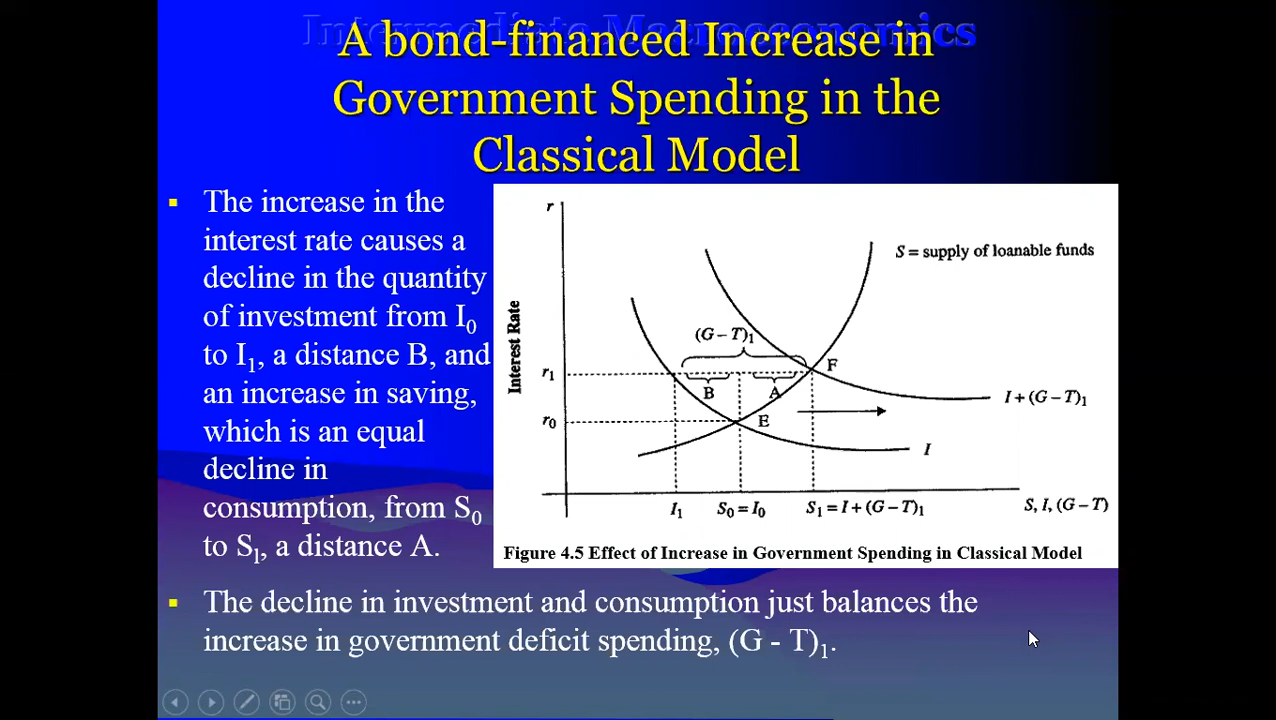 Intermediate Macroeconomics
A bond-financed Increase in
Government Spending in the
Classical Model
▪ The increase in the
interest rate causes a
decline in the quantity
of investment from I₀
to I₁, a distance B, and
an increase in saving,
which is an equal
decline in
consumption, from S₀
to Sₗ, a distance A.
r
S = supply of loanable funds
(G – T)₁
Interest Rate
r₁
F
B
A
I + (G – T)₁
r₀
E
I
I₁
S₀ = I₀
S₁ = I + (G – T)₁
S, I, (G – T)
Figure 4.5 Effect of Increase in Government Spending in Classical Model
▪ The decline in investment and consumption just balances the
increase in government deficit spending, (G - T)₁.